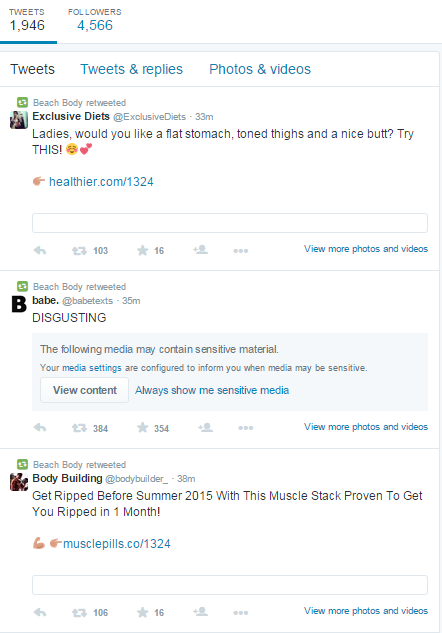 TWEETS FOLLOWERS
1,946 4,566
Tweets Tweets & replies Photos & videos
Beach Body retweeted
Exclusive Diets @ExclusiveDiets · 33m
Ladies, would you like a flat stomach, toned thighs and a nice butt? Try
THIS! 😊💕
👉 healthier.com/1324
103 16 ••• View more photos and videos
Beach Body retweeted
B babe. @babetexts · 35m
DISGUSTING
The following media may contain sensitive material.
Your media settings are configured to inform you when media may be sensitive.
View content Always show me sensitive media
384 354 ••• View more photos and videos
Beach Body retweeted
Body Building @bodybuilder_ · 38m
Get Ripped Before Summer 2015 With This Muscle Stack Proven To Get
You Ripped in 1 Month!
💪 👉musclepills.co/1324
106 16 ••• View more photos and videos